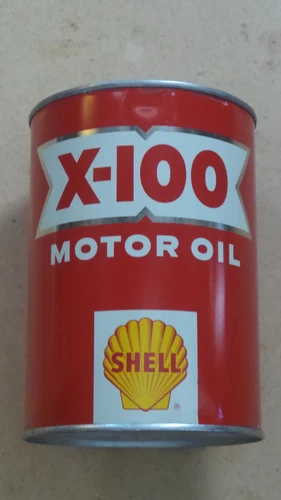 X-100
MOTOR OIL
SHELL
®